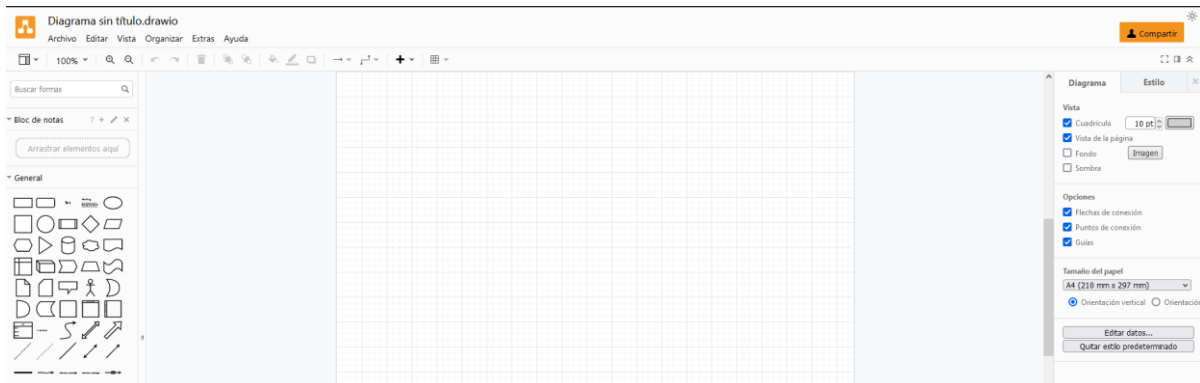 Diagrama sin título.drawio
Archivo Editar Vista Organizar Extras Ayuda
Compartir
100%
Buscar formas
Bloc de notas
Arrastrar elementos aquí
General
Diagrama Estilo
Vista
Cuadrícula 10 pt
Vista de la página
Fondo Imagen
Sombra
Opciones
Flechas de conexión
Puntos de conexión
Guías
Tamaño del papel
A4 (210 mm x 297 mm)
Orientación vertical Orientación
Editar datos...
Quitar estilo predeterminado